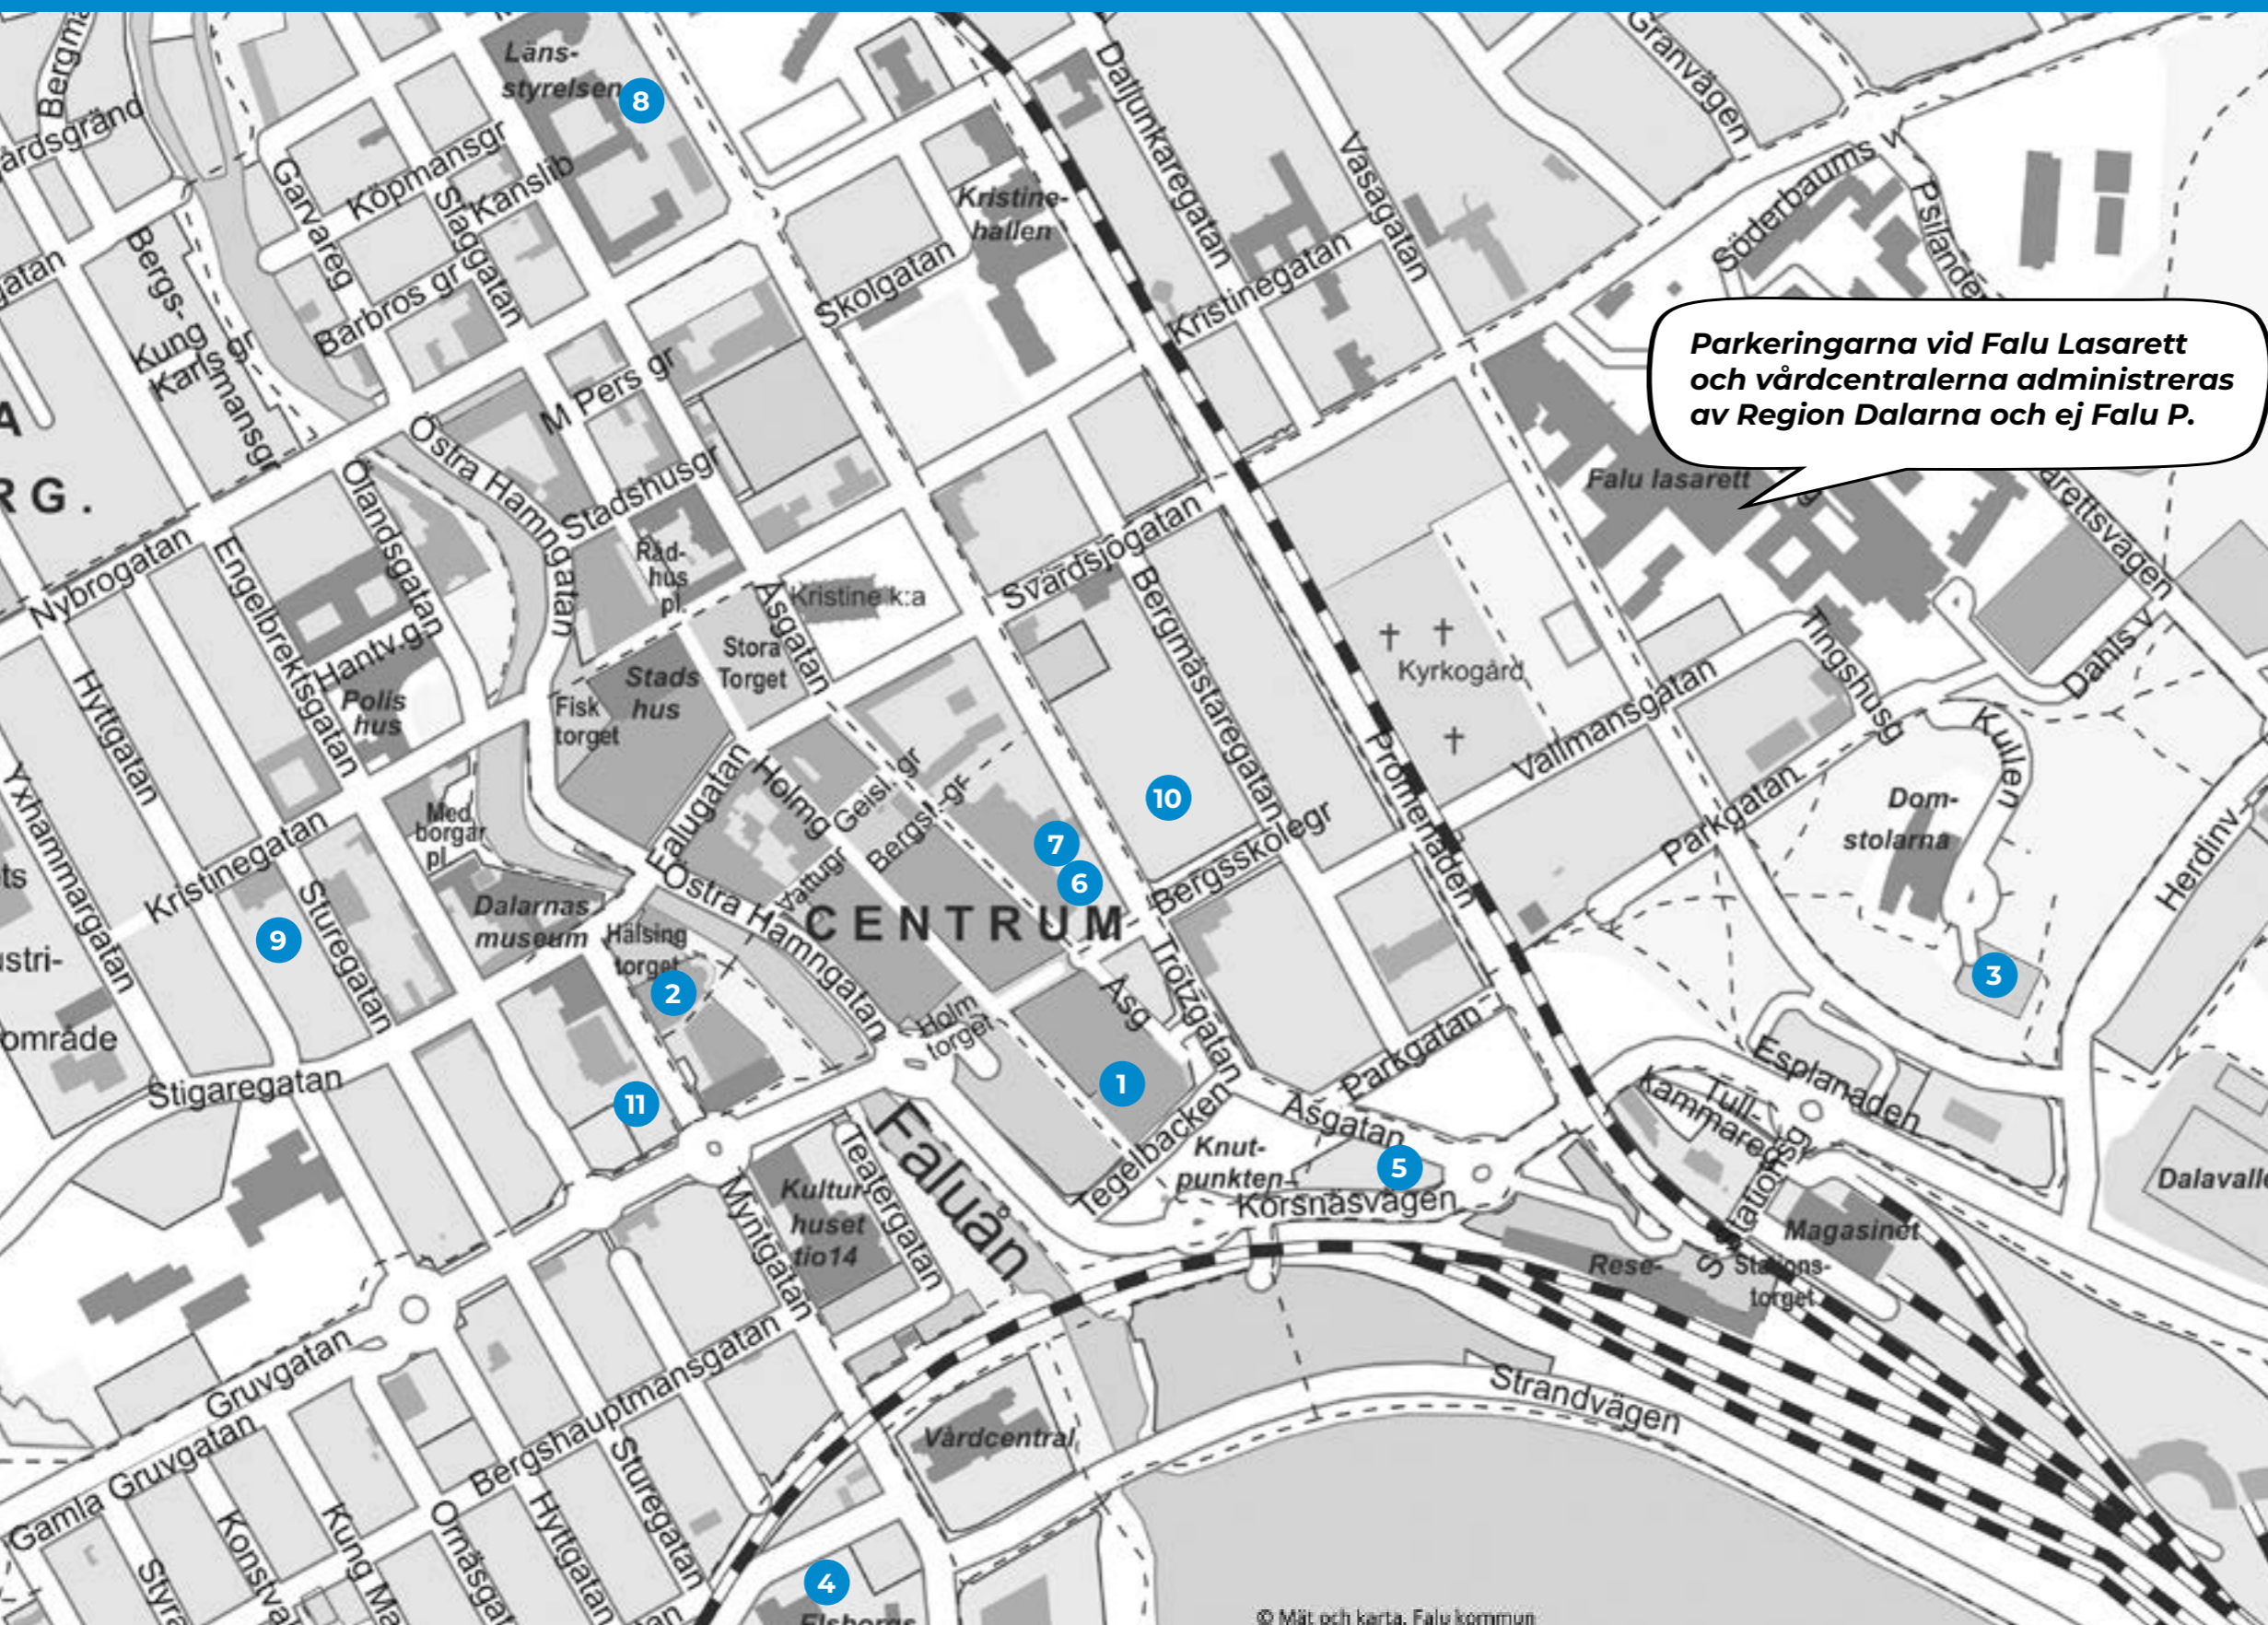 Läns-
styrelsen
8
Köpmansgr
Kanslib
Garvareg
Slaggatan
Barbros gr
Bergs-
Kung
Karls gr
mansgr
Kristine-
hallen
Skolgatan
Daljunkaregatan
Vasagatan
Kristinegatan
Granvägen
Söderbaums v
Parkeringarna vid Falu Lasarett
och vårdcentralerna administreras
av Region Dalarna och ej Falu P.
Falu lasarett
M Pers gr
Stadshusgr
Östra Hamngatan
Ölandsgatan
Nybrogatan
Engelbrektsgatan
Hantv.g
Polis
hus
Råd-
hus
pl.
Åsgatan
Kristine k:a
Stora
Torget
Stads
hus
Fisk
torget
Svärdsjögatan
Bergmästaregatan
Kyrkogård
Vallmansgatan
Tingshusg
Dahls v
Kullen
Promenaden
Hyttgatan
Yxhammargatan
Kristinegatan
Sturegatan
Med
borgar
pl
Falugatan
Holmg
Geisl. gr
Bergsl.-gr
Vattugr
10
7
6
Bergsskolegr
Parkgatan
Dom-
stolarna
Herdinv.
CENTRUM
Dalarnas
museum
Hälsing
torget
Östra Hamngatan
9
2
3
Holm
torget
Åsg
Trotzgatan
1
Parkgatan
Stigaregatan
område
11
Tegelbacken
Åsgatan
Knut-
punkten
5
Korsnäsvägen
Esplanaden
Tull-
kammareg
Stationsg
Magasinet
Rese-
Stations-
torget
Kultur-
huset
tio14
Teatergatan
Myntgatan
Faluån
Gruvgatan
Gamla Gruvgatan
Bergshauptmansgatan
Sturegatan
Hyttgatan
Vårdcentral
Strandvägen
4
© Mät och karta, Falu kommun